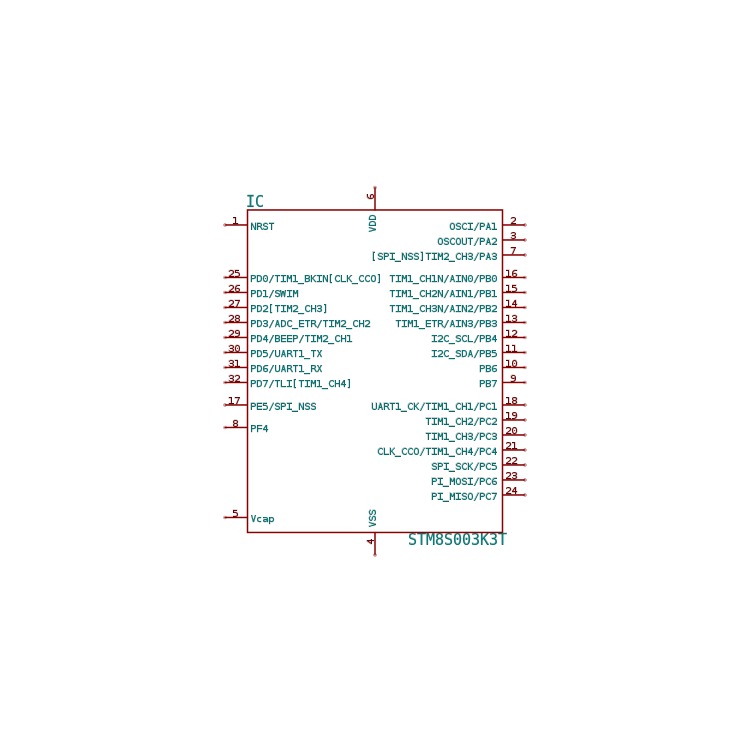 IC
6
VDD
1 NRST OSCI/PA1 2
OSCOUT/PA2 3
[SPI_NSS]TIM2_CH3/PA3 7
25 PD0/TIM1_BKIN[CLK_CCO] TIM1_CH1N/AIN0/PB0 16
26 PD1/SWIM TIM1_CH2N/AIN1/PB1 15
27 PD2[TIM2_CH3] TIM1_CH3N/AIN2/PB2 14
28 PD3/ADC_ETR/TIM2_CH2 TIM1_ETR/AIN3/PB3 13
29 PD4/BEEP/TIM2_CH1 I2C_SCL/PB4 12
30 PD5/UART1_TX I2C_SDA/PB5 11
31 PD6/UART1_RX PB6 10
32 PD7/TLI[TIM1_CH4] PB7 9
17 PE5/SPI_NSS UART1_CK/TIM1_CH1/PC1 18
TIM1_CH2/PC2 19
8 PF4 TIM1_CH3/PC3 20
CLK_CCO/TIM1_CH4/PC4 21
SPI_SCK/PC5 22
PI_MOSI/PC6 23
PI_MISO/PC7 24
5 Vcap VSS
4 STM8S003K3T